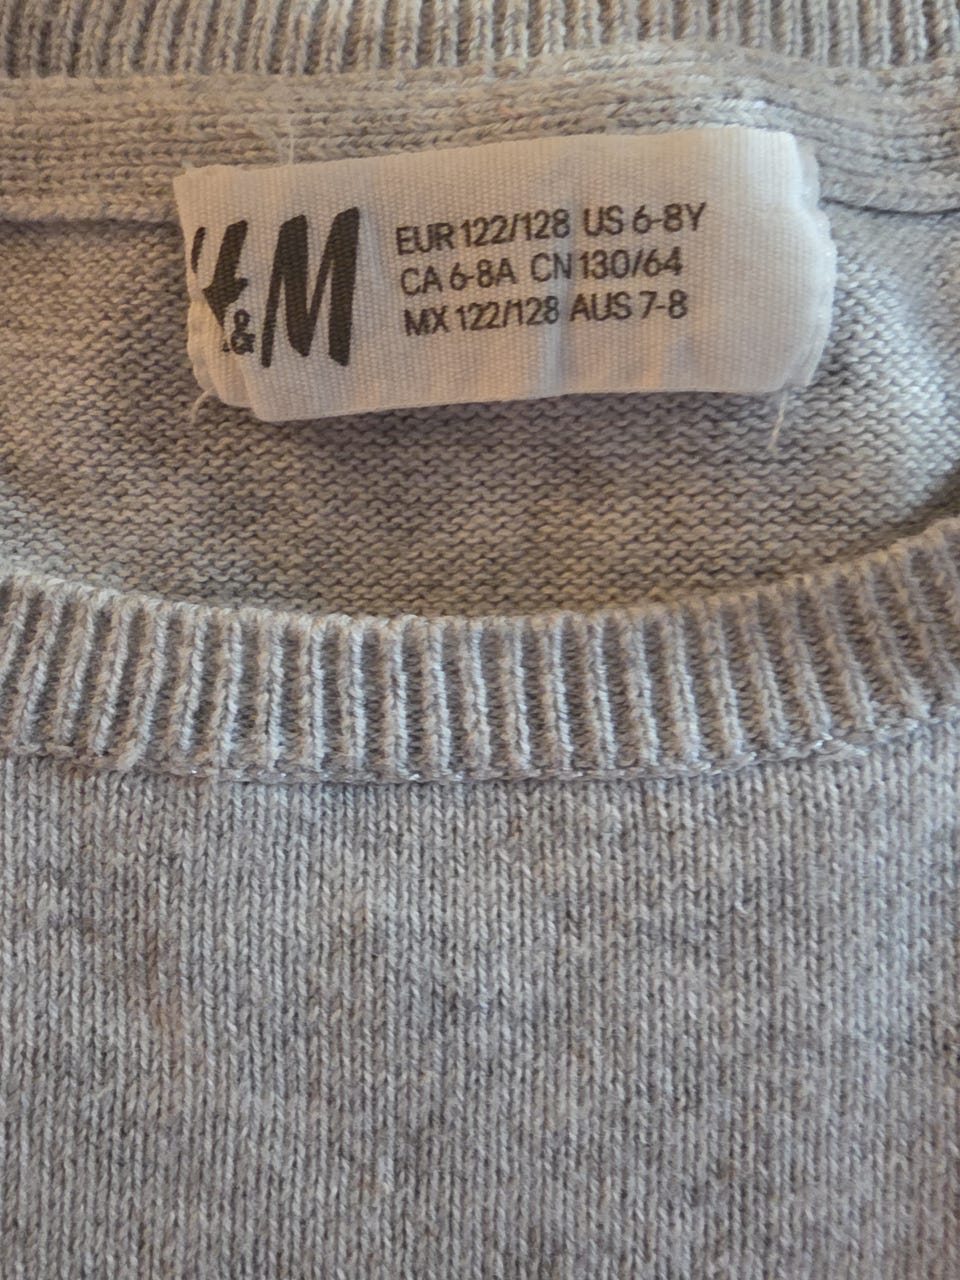 H&M
EUR 122/128 US 6-8Y
CA 6-8A CN 130/64
MX 122/128 AUS 7-8